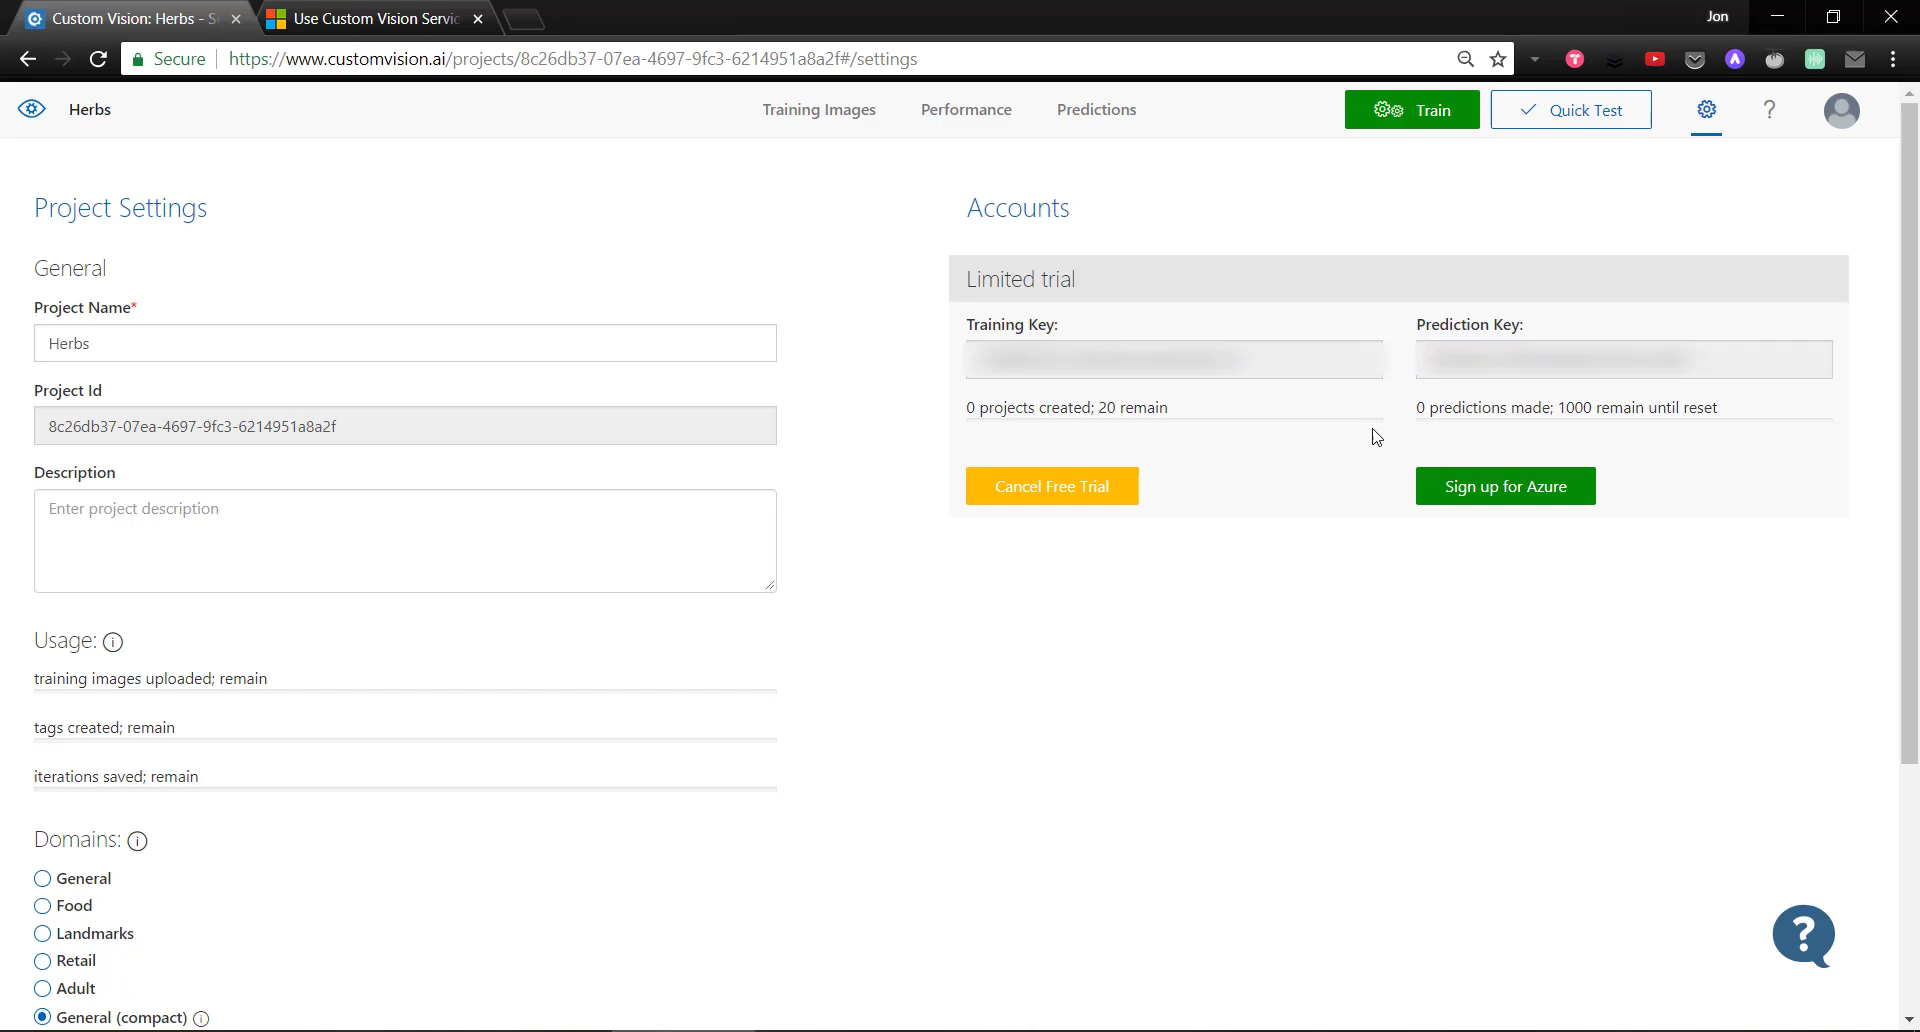 Custom Vision: Herbs - S
Use Custom Vision Servic
Jon
Secure
https://www.customvision.ai/projects/8c26db37-07ea-4697-9fc3-6214951a8a2f#/settings
Herbs
Training Images
Performance
Predictions
Train
Quick Test
?
Project Settings
General
Project Name*
Herbs
Project Id
8c26db37-07ea-4697-9fc3-6214951a8a2f
Description
Enter project description
Usage:
training images uploaded; remain
tags created; remain
iterations saved; remain
Domains:
General
Food
Landmarks
Retail
Adult
General (compact)
Accounts
Limited trial
Training Key:
Prediction Key:
0 projects created; 20 remain
0 predictions made; 1000 remain until reset
Cancel Free Trial
Sign up for Azure
?